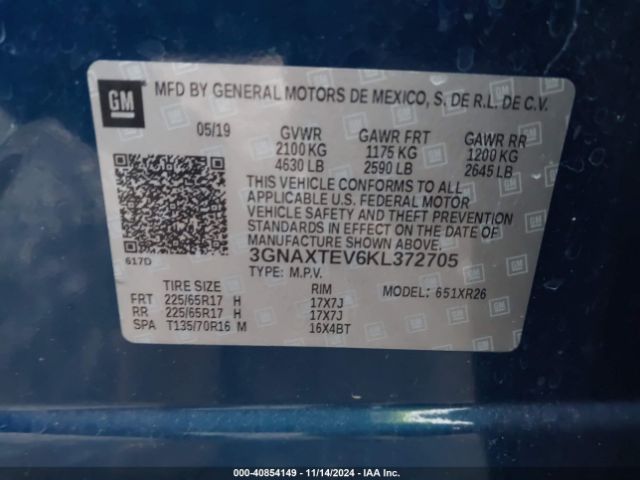 GM
MFD BY GENERAL MOTORS DE MEXICO, S. DE R.L. DE C.V.
05/19 GVWR GAWR FRT GAWR RR
2100 KG 1175 KG 1200 KG
4630 LB 2590 LB 2645 LB
THIS VEHICLE CONFORMS TO ALL
APPLICABLE U.S. FEDERAL MOTOR
VEHICLE SAFETY AND THEFT PREVENTION
STANDARDS IN EFFECT ON THE DATE OF
MANUFACTURE SHOWN ABOVE.
617D
3GNAXTEV6KL372705
TYPE: M.P.V.
TIRE SIZE RIM MODEL: 651XR26
FRT 225/65R17 H 17X7J
RR 225/65R17 H 17X7J
SPA T135/70R16 M 16X4BT
000-40854149 - 11/14/2024 - IAA Inc.